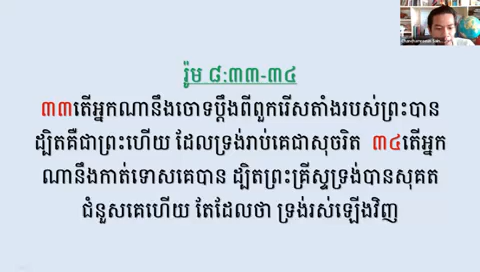 រ៉ូម ៨:៣៣-៣៤
៣៣តើអ្នកណានឹងចោទប្តឹងពីពួករើសតាំងរបស់ព្រះបាន
ដ្បិតគឺជាព្រះហើយ ដែលទ្រង់រាប់គេជាសុចរិត ៣៤តើអ្នក
ណានឹងកាត់ទោសគេបាន ដ្បិតព្រះគ្រីស្ទទ្រង់បានសុគត
ជំនួសគេហើយ តែដែលថា ទ្រង់រស់ឡើងវិញ